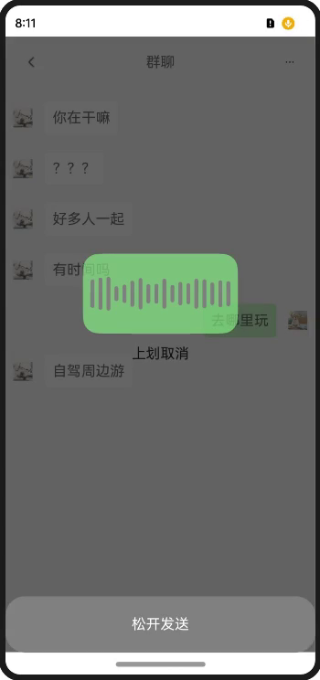 8:11
群聊
你在干嘛
？？？
好多人一起
有时间吗
去哪里玩
上划取消
自驾周边游
松开发送